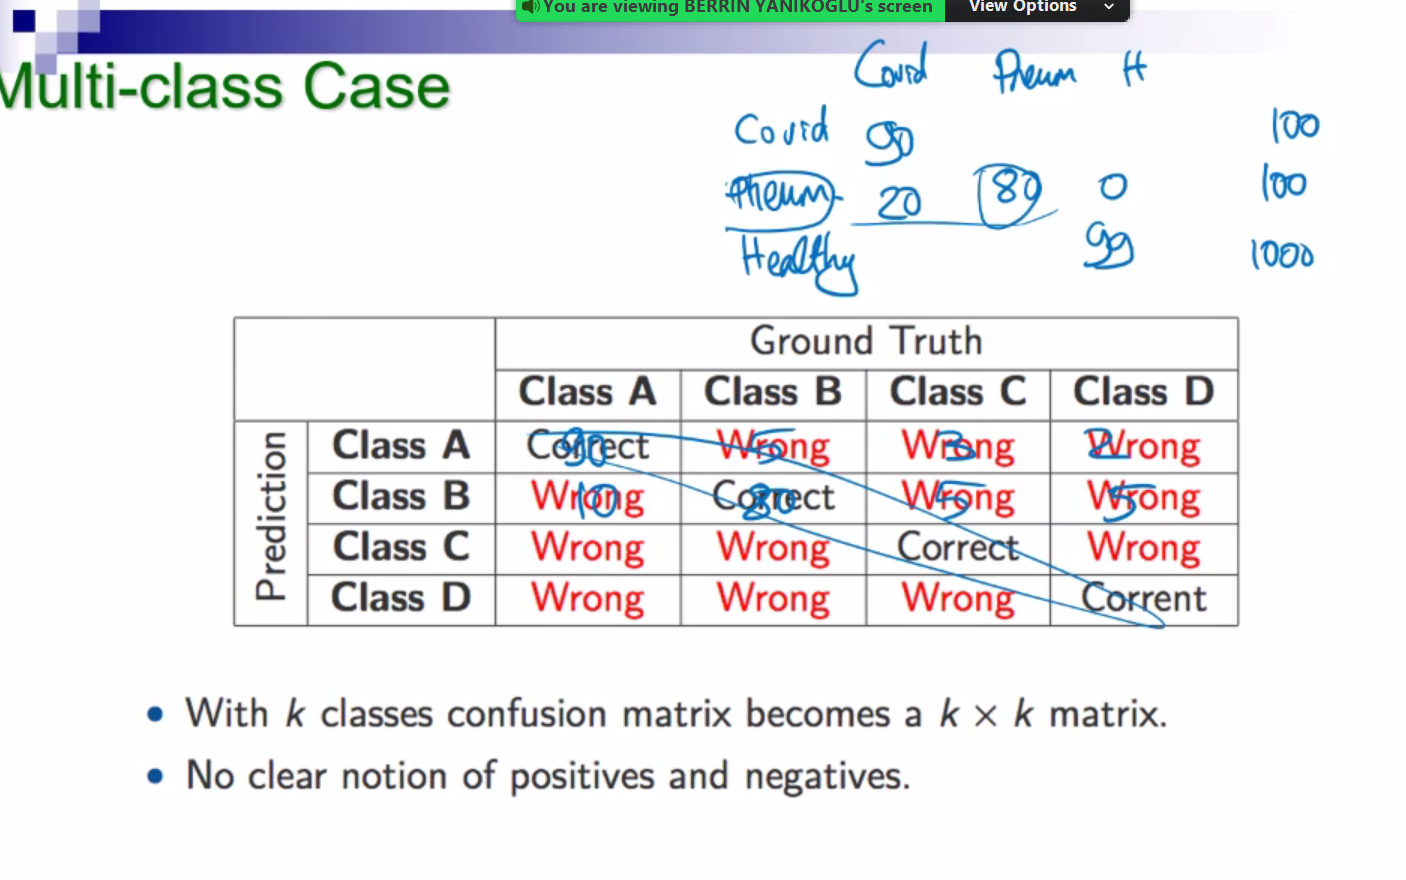 You are viewing BERRIN YANIKOGLU's screen View Options
Multi-class Case
Covid Pneum H
Covid 90 100
Pneum 20 80 0 100
Healthy 99 1000
Ground Truth
Class A Class B Class C Class D
Prediction
Class A Correct 90 Wrong 5 Wrong 3 Wrong 2
Class B Wrong 10 Correct 80 Wrong 5 Wrong 5
Class C Wrong Wrong Correct Wrong
Class D Wrong Wrong Wrong Corrent
• With k classes confusion matrix becomes a k × k matrix.
• No clear notion of positives and negatives.